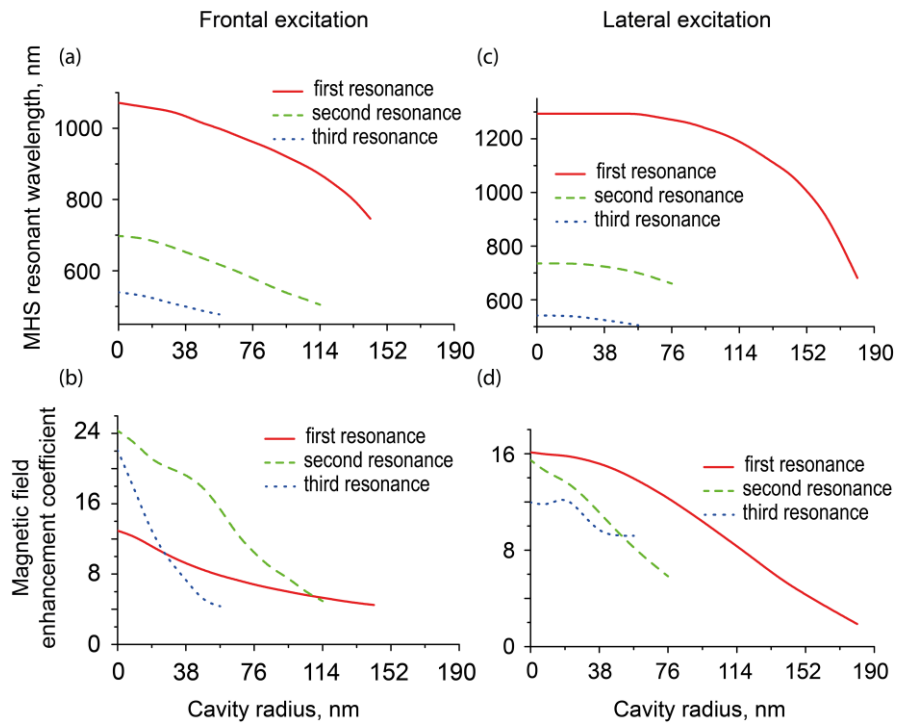 Frontal excitation
Lateral excitation
(a)
MHS resonant wavelength, nm
1000
800
600
0 38 76 114 152 190
first resonance
second resonance
third resonance
(c)
1200
1000
800
600
0 38 76 114 152 190
first resonance
second resonance
third resonance
(b)
Magnetic field
enhancement coefficient
24
16
8
0
0 38 76 114 152 190
first resonance
second resonance
third resonance
Cavity radius, nm
(d)
16
8
0
0 38 76 114 152 190
first resonance
second resonance
third resonance
Cavity radius, nm